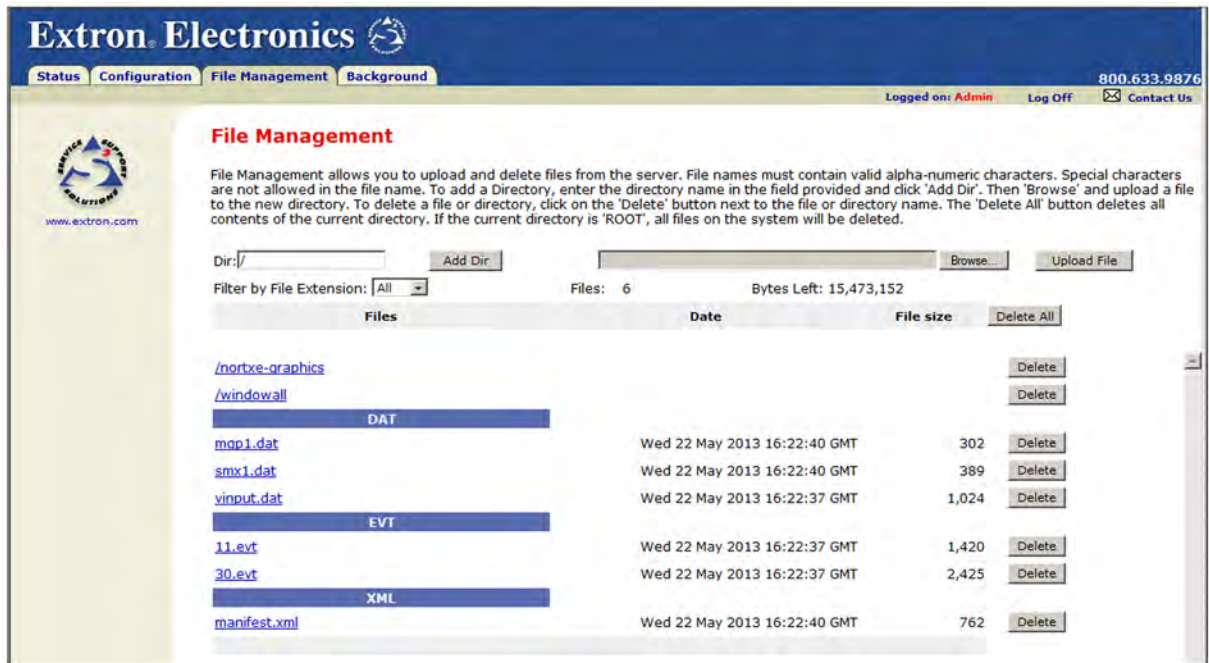 Extron® Electronics
Status Configuration File Management Background
800.633.9876
Logged on: Admin Log Off Contact Us
SERVICE SUPPORT SOLUTIONS S3
www.extron.com
File Management
File Management allows you to upload and delete files from the server. File names must contain valid alpha-numeric characters. Special characters
are not allowed in the file name. To add a Directory, enter the directory name in the field provided and click 'Add Dir'. Then 'Browse' and upload a file
to the new directory. To delete a file or directory, click on the 'Delete' button next to the file or directory name. The 'Delete All' button deletes all
contents of the current directory. If the current directory is 'ROOT', all files on the system will be deleted.
Dir: / Add Dir Browse... Upload File
Filter by File Extension: All Files: 6 Bytes Left: 15,473,152
Files Date File size Delete All
/nortxe-graphics Delete
/windowall Delete
DAT
mgp1.dat Wed 22 May 2013 16:22:40 GMT 302 Delete
smx1.dat Wed 22 May 2013 16:22:40 GMT 389 Delete
vinput.dat Wed 22 May 2013 16:22:37 GMT 1,024 Delete
EVT
11.evt Wed 22 May 2013 16:22:37 GMT 1,420 Delete
30.evt Wed 22 May 2013 16:22:37 GMT 2,425 Delete
XML
manifest.xml Wed 22 May 2013 16:22:40 GMT 762 Delete